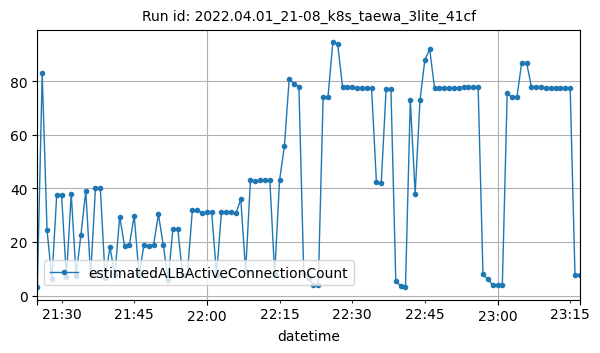 Run id: 2022.04.01_21-08_k8s_taewa_3lite_41cf
80
60
40
20
0
estimatedALBActiveConnectionCount
21:30 21:45 22:00 22:15 22:30 22:45 23:00 23:15
datetime